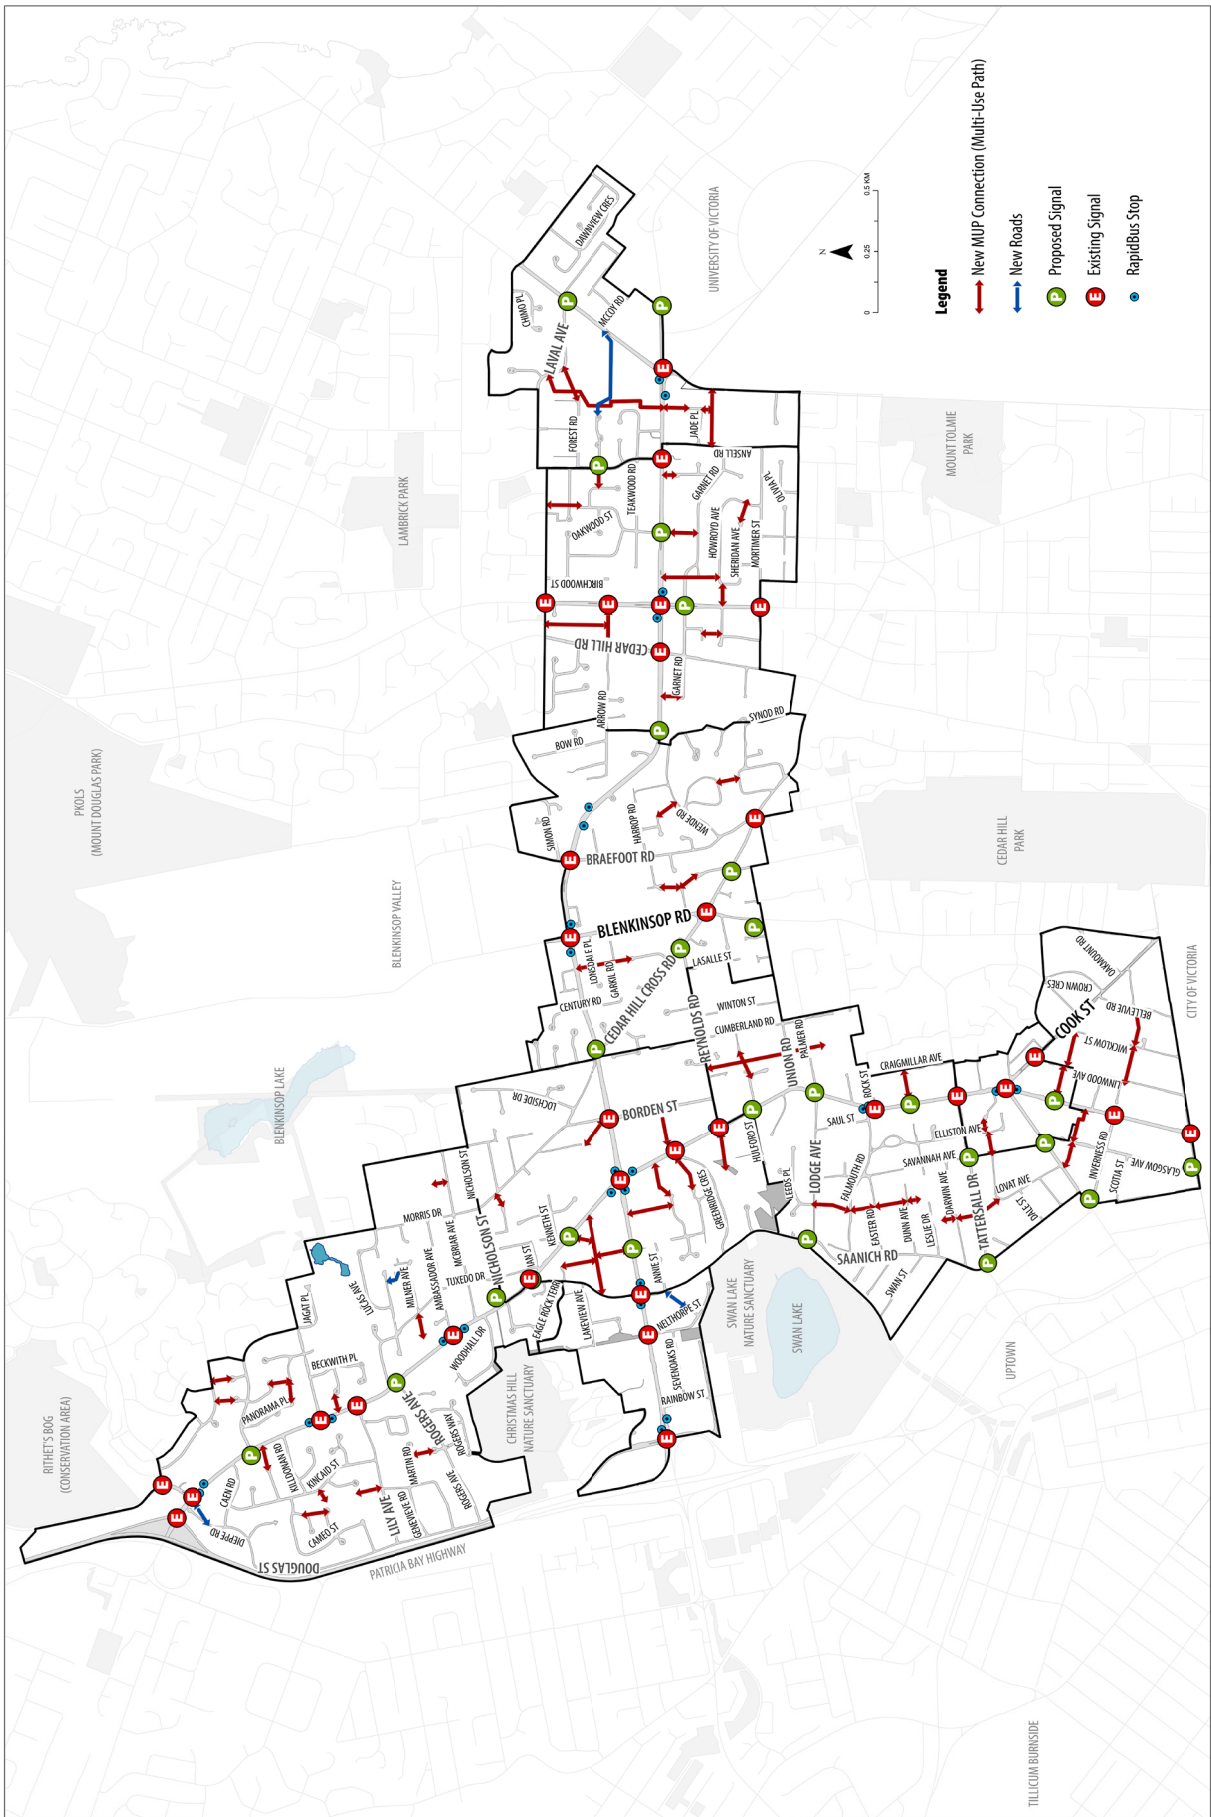 RITHET'S BOG
(CONSERVATION AREA)
PKOLS
(MOUNT DOUGLAS PARK)
BLENKINSOP LAKE
BLENKINSOP VALLEY
LAMBRICK PARK
UNIVERSITY OF VICTORIA
MOUNT TOLMIE
PARK
CEDAR HILL
PARK
CITY OF VICTORIA
SWAN LAKE
NATURE SANCTUARY
SWAN LAKE
CHRISTMAS HILL
NATURE SANCTUARY
UPTOWN
TILLICUM BURNSIDE
PATRICIA BAY HIGHWAY
DOUGLAS ST
DIEPPE RD
CAEN RD
KILLDONAN RD
KINCAID ST
CAMEO ST
LILY AVE
GENEVIEVE RD
MARTIN RD
ROGERS AVE
ROGERS WAY
ROGERS AVE
PANORAMA PL
BECKWITH PL
JAGAT PL
LUCAS AVE
MILNER AVE
AMBASSADOR AVE
MCBRIAR AVE
MORRIS DR
TUXEDO DR
WOODHALL DR
NICHOLSON ST
NICHOLSON ST
IAN ST
KENNETH ST
EAGLE ROCK TERR
LAKEVIEW AVE
ANNIE ST
NELTHORPE ST
SEVENOAKS RD
RAINBOW ST
GREENRIDGE CRES
LOCHSIDE DR
BORDEN ST
CENTURY RD
LONSDALE PL
GARKIL RD
CEDAR HILL CROSS RD
BLENKINSOP RD
LASALLE ST
REYNOLDS RD
WINTON ST
CUMBERLAND RD
UNION RD
PALMER RD
HULFORD ST
LEEDS PL
LODGE AVE
SAUL ST
ROCK ST
CRAIGMILLAR AVE
FALMOUTH RD
EASTER RD
DUNN AVE
LESLIE DR
DARWIN AVE
SAVANNAH AVE
ELLISTON AVE
TATTERSALL DR
LOVAT AVE
DALE ST
SAANICH RD
SWAN ST
INVERNESS RD
SCOTIA ST
GLASGOW AVE
LINWOOD AVE
WICKLOW ST
BELLEVUE RD
COOK ST
CROWN CRES
OAKMOUNT RD
SIMON RD
BRAEFOOT RD
HARROP RD
WENDE RD
BOW RD
ARROW RD
SYNOD RD
CEDAR HILL RD
GARNET RD
BIRCHWOOD ST
OAKWOOD ST
TEAKWOOD RD
HOWROYD AVE
SHERIDAN AVE
MORTIMER ST
GARNET RD
OLIVIA PL
ANSELL RD
JADE PL
FOREST RD
LAVAL AVE
CHIMO PL
MCCOY RD
DAWNVIEW CRES
N
0 0.25 0.5 KM
Legend
New MUP Connection (Multi-Use Path)
New Roads
P Proposed Signal
E Existing Signal
RapidBus Stop